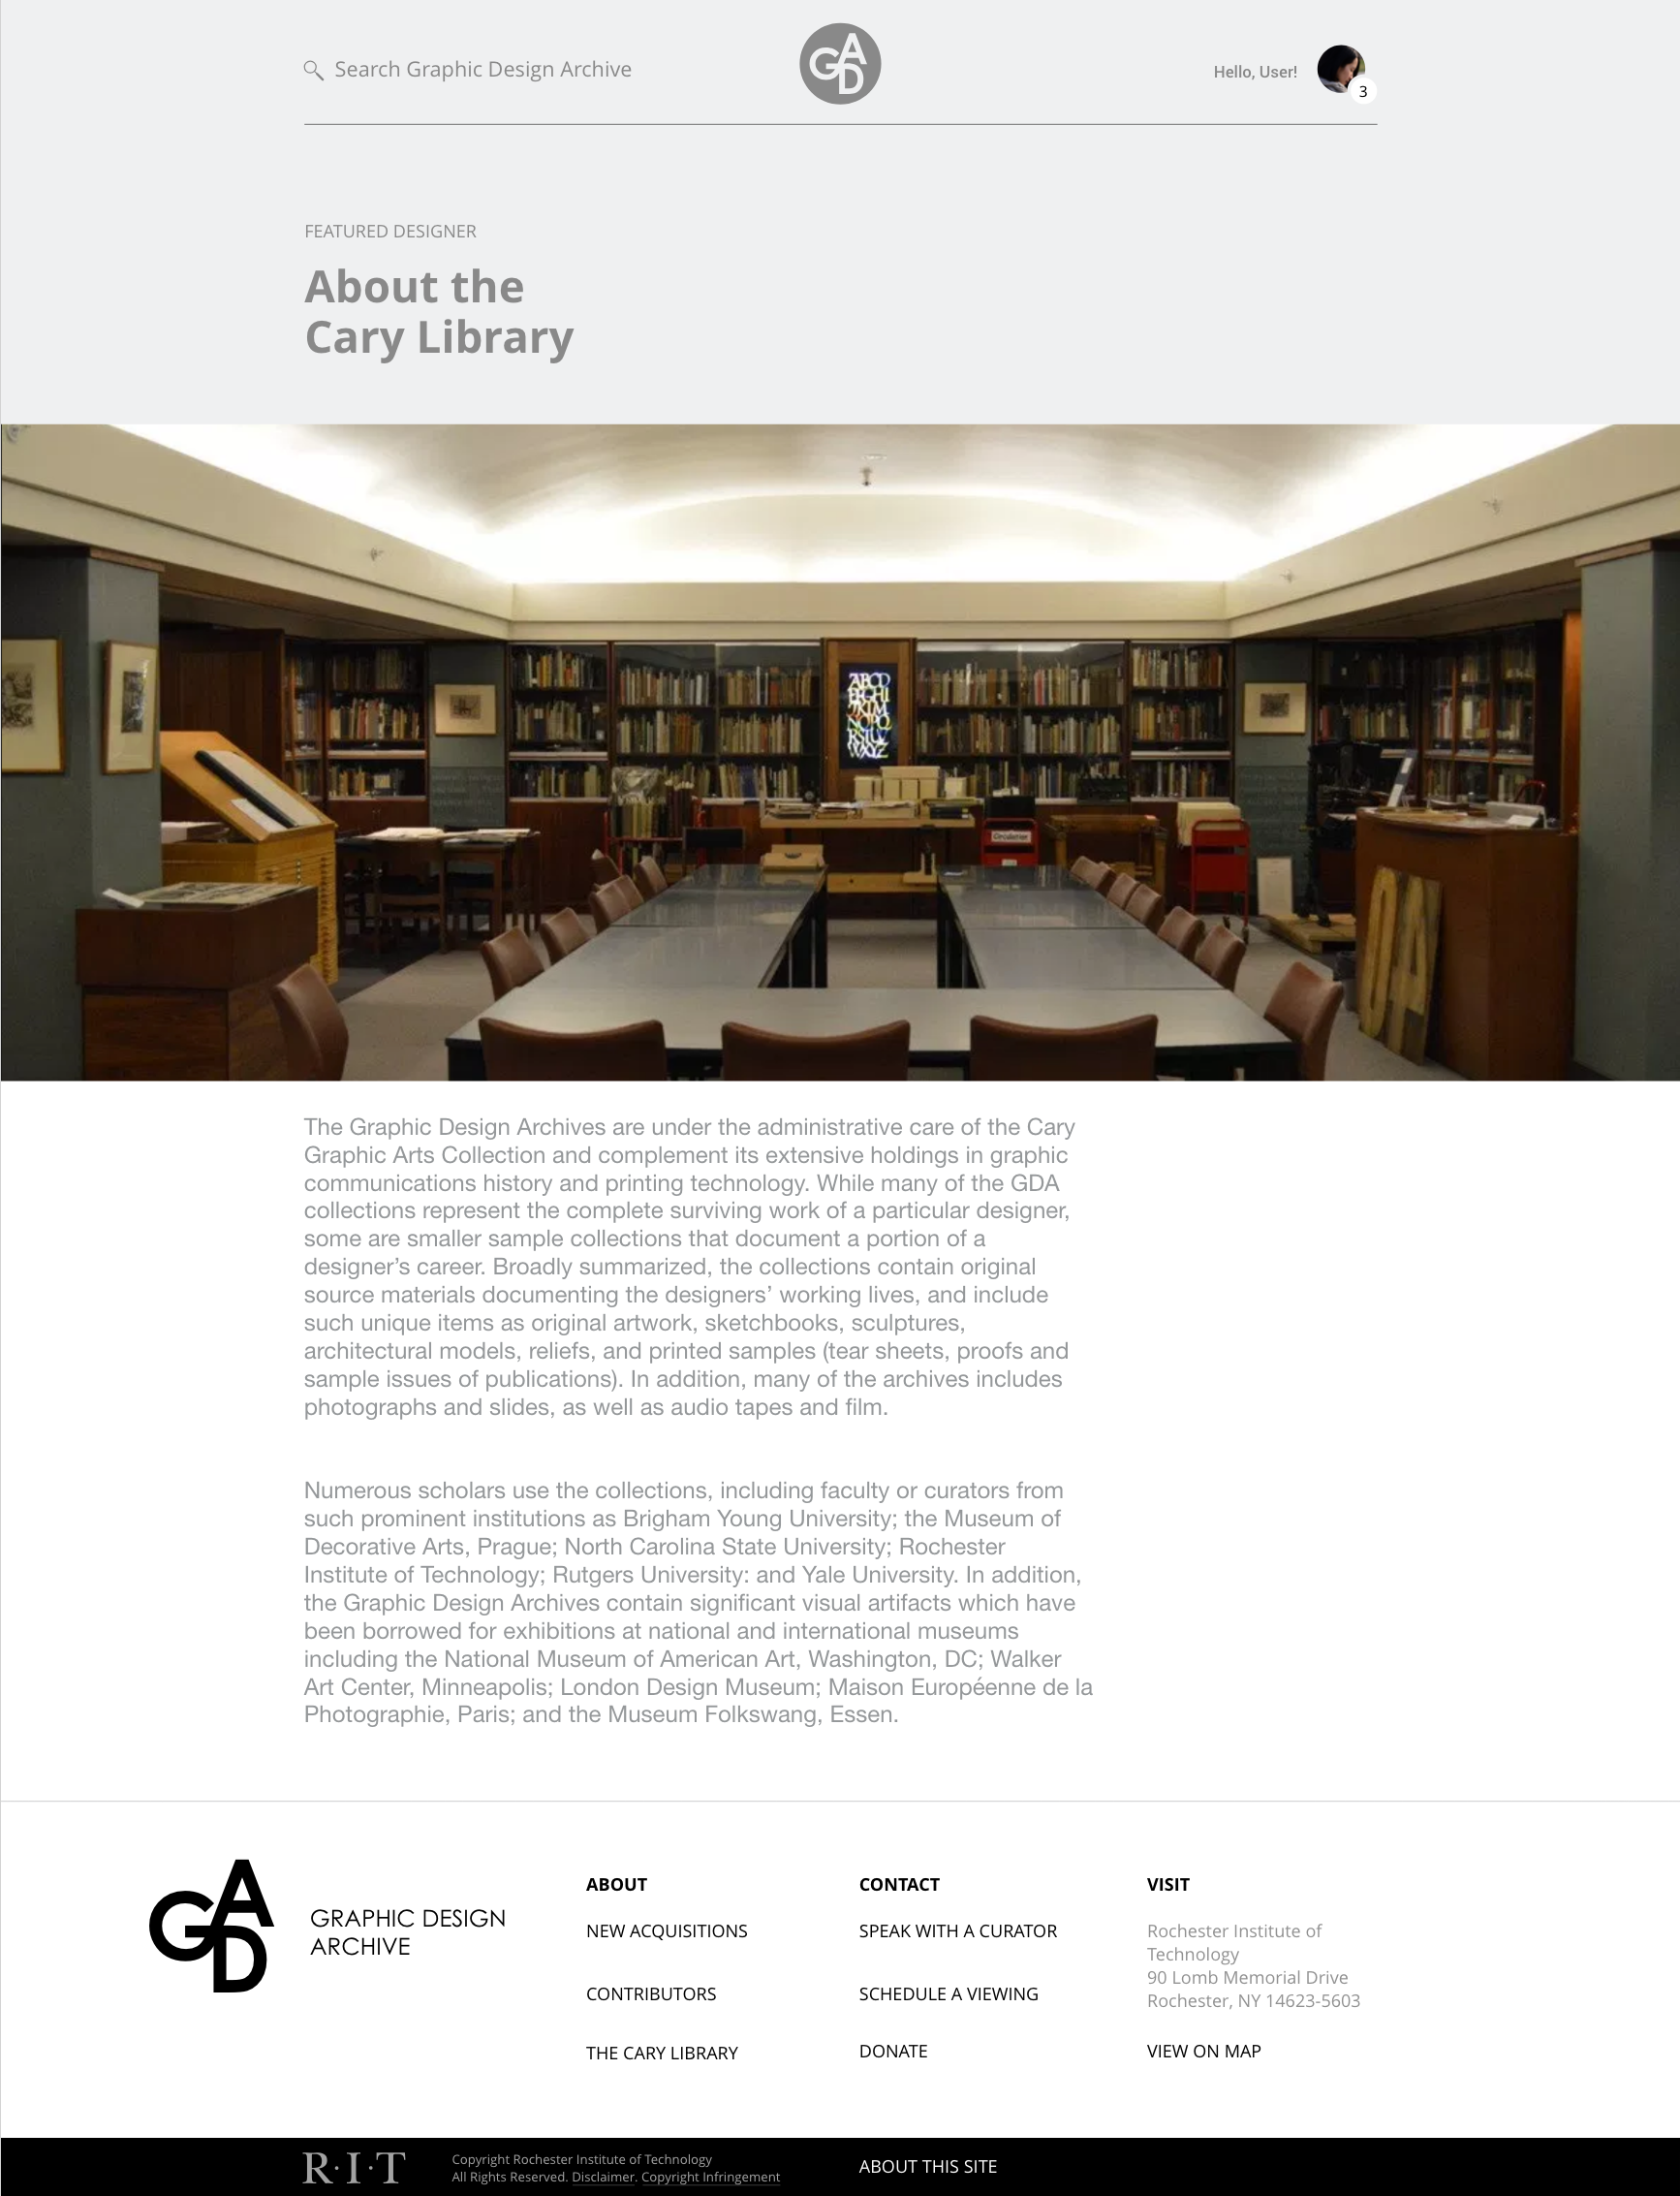 Search Graphic Design Archive
GAD
Hello, User!
3
FEATURED DESIGNER
About the
Cary Library
ABCD
Circulation
The Graphic Design Archives are under the administrative care of the Cary
Graphic Arts Collection and complement its extensive holdings in graphic
communications history and printing technology. While many of the GDA
collections represent the complete surviving work of a particular designer,
some are smaller sample collections that document a portion of a
designer’s career. Broadly summarized, the collections contain original
source materials documenting the designers’ working lives, and include
such unique items as original artwork, sketchbooks, sculptures,
architectural models, reliefs, and printed samples (tear sheets, proofs and
sample issues of publications). In addition, many of the archives includes
photographs and slides, as well as audio tapes and film.
Numerous scholars use the collections, including faculty or curators from
such prominent institutions as Brigham Young University; the Museum of
Decorative Arts, Prague; North Carolina State University; Rochester
Institute of Technology; Rutgers University: and Yale University. In addition,
the Graphic Design Archives contain significant visual artifacts which have
been borrowed for exhibitions at national and international museums
including the National Museum of American Art, Washington, DC; Walker
Art Center, Minneapolis; London Design Museum; Maison Européenne de la
Photographie, Paris; and the Museum Folkswang, Essen.
GAD
GRAPHIC DESIGN
ARCHIVE
ABOUT
NEW ACQUISITIONS
CONTRIBUTORS
THE CARY LIBRARY
CONTACT
SPEAK WITH A CURATOR
SCHEDULE A VIEWING
DONATE
VISIT
Rochester Institute of
Technology
90 Lomb Memorial Drive
Rochester, NY 14623-5603
VIEW ON MAP
R·I·T
Copyright Rochester Institute of Technology
All Rights Reserved. Disclaimer. Copyright Infringement
ABOUT THIS SITE